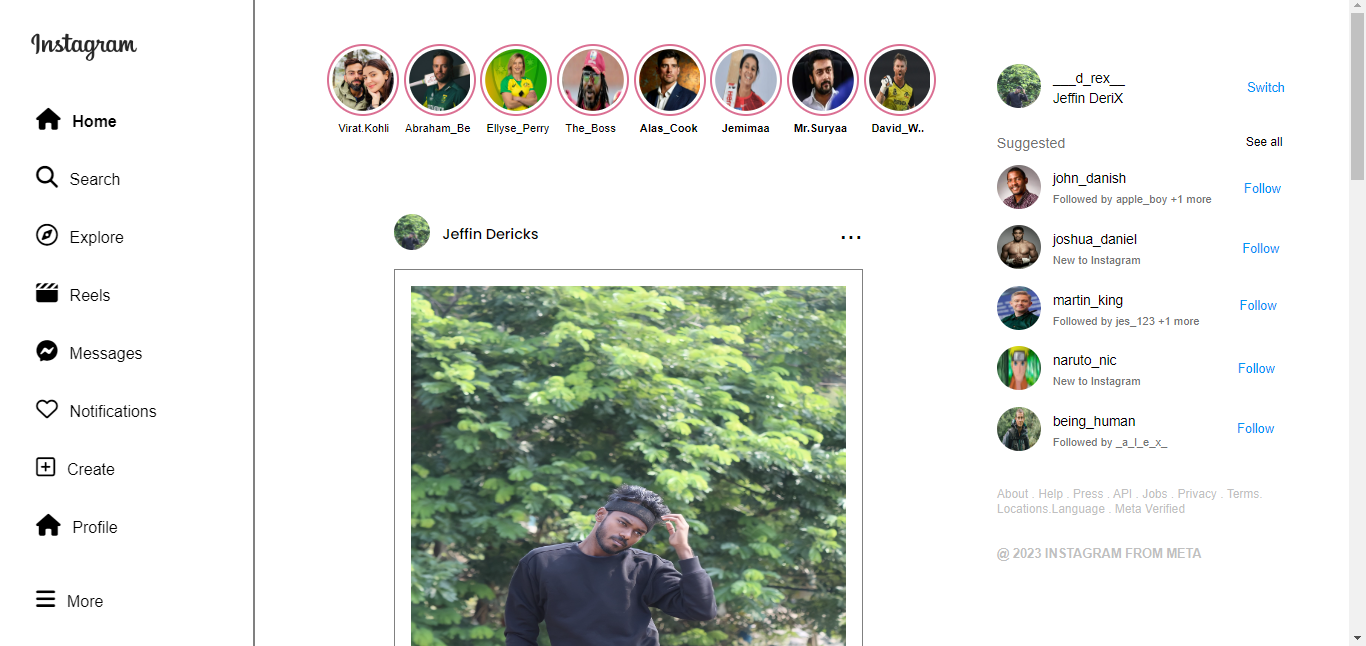 Instagram
Home
Search
Explore
Reels
Messages
Notifications
Create
Profile
More
Virat.Kohli Abraham_Be Ellyse_Perry The_Boss Alas_Cook Jemimaa Mr.Suryaa David_W..
Jeffin Dericks ...
___d_rex__
Jeffin DeriX
Switch
Suggested See all
john_danish
Followed by apple_boy +1 more
Follow
joshua_daniel
New to Instagram
Follow
martin_king
Followed by jes_123 +1 more
Follow
naruto_nic
New to Instagram
Follow
being_human
Followed by _a_l_e_x_
Follow
About . Help . Press . API . Jobs . Privacy . Terms.
Locations.Language . Meta Verified
@ 2023 INSTAGRAM FROM META